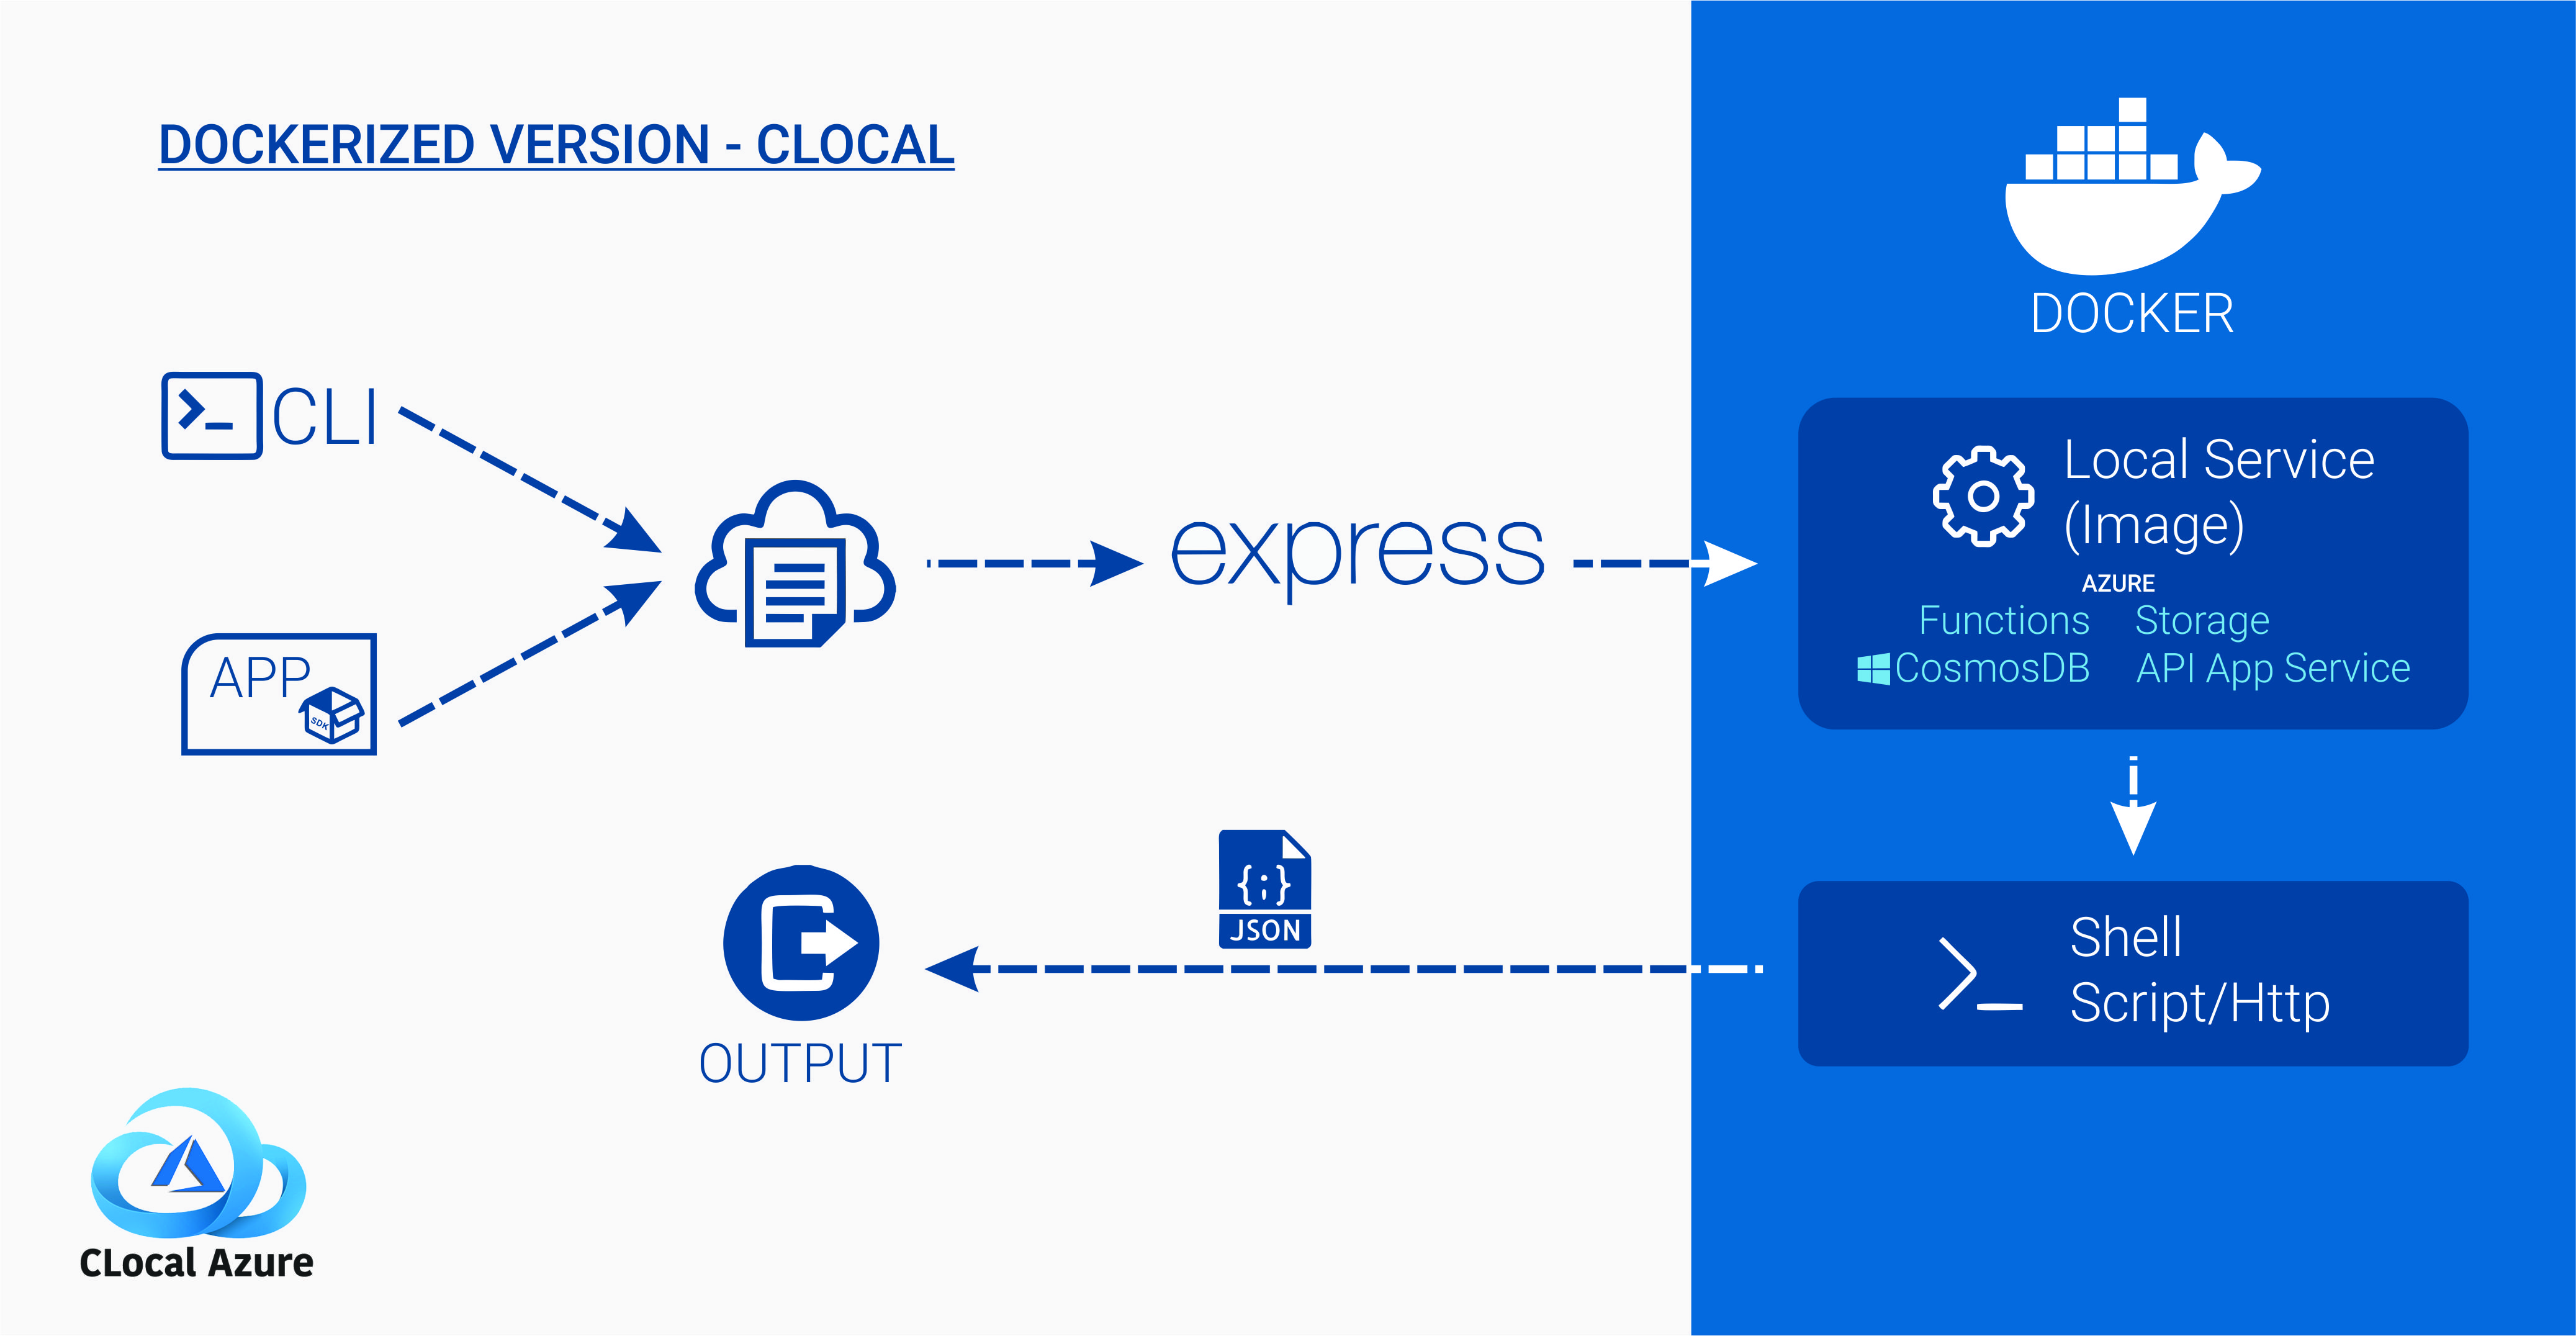 DOCKERIZED VERSION - CLOCAL
DOCKER
CLI
APP
SDK
express
Local Service
(Image)
AZURE
Functions Storage
CosmosDB API App Service
{;}
JSON
Shell
Script/Http
OUTPUT
CLocal Azure